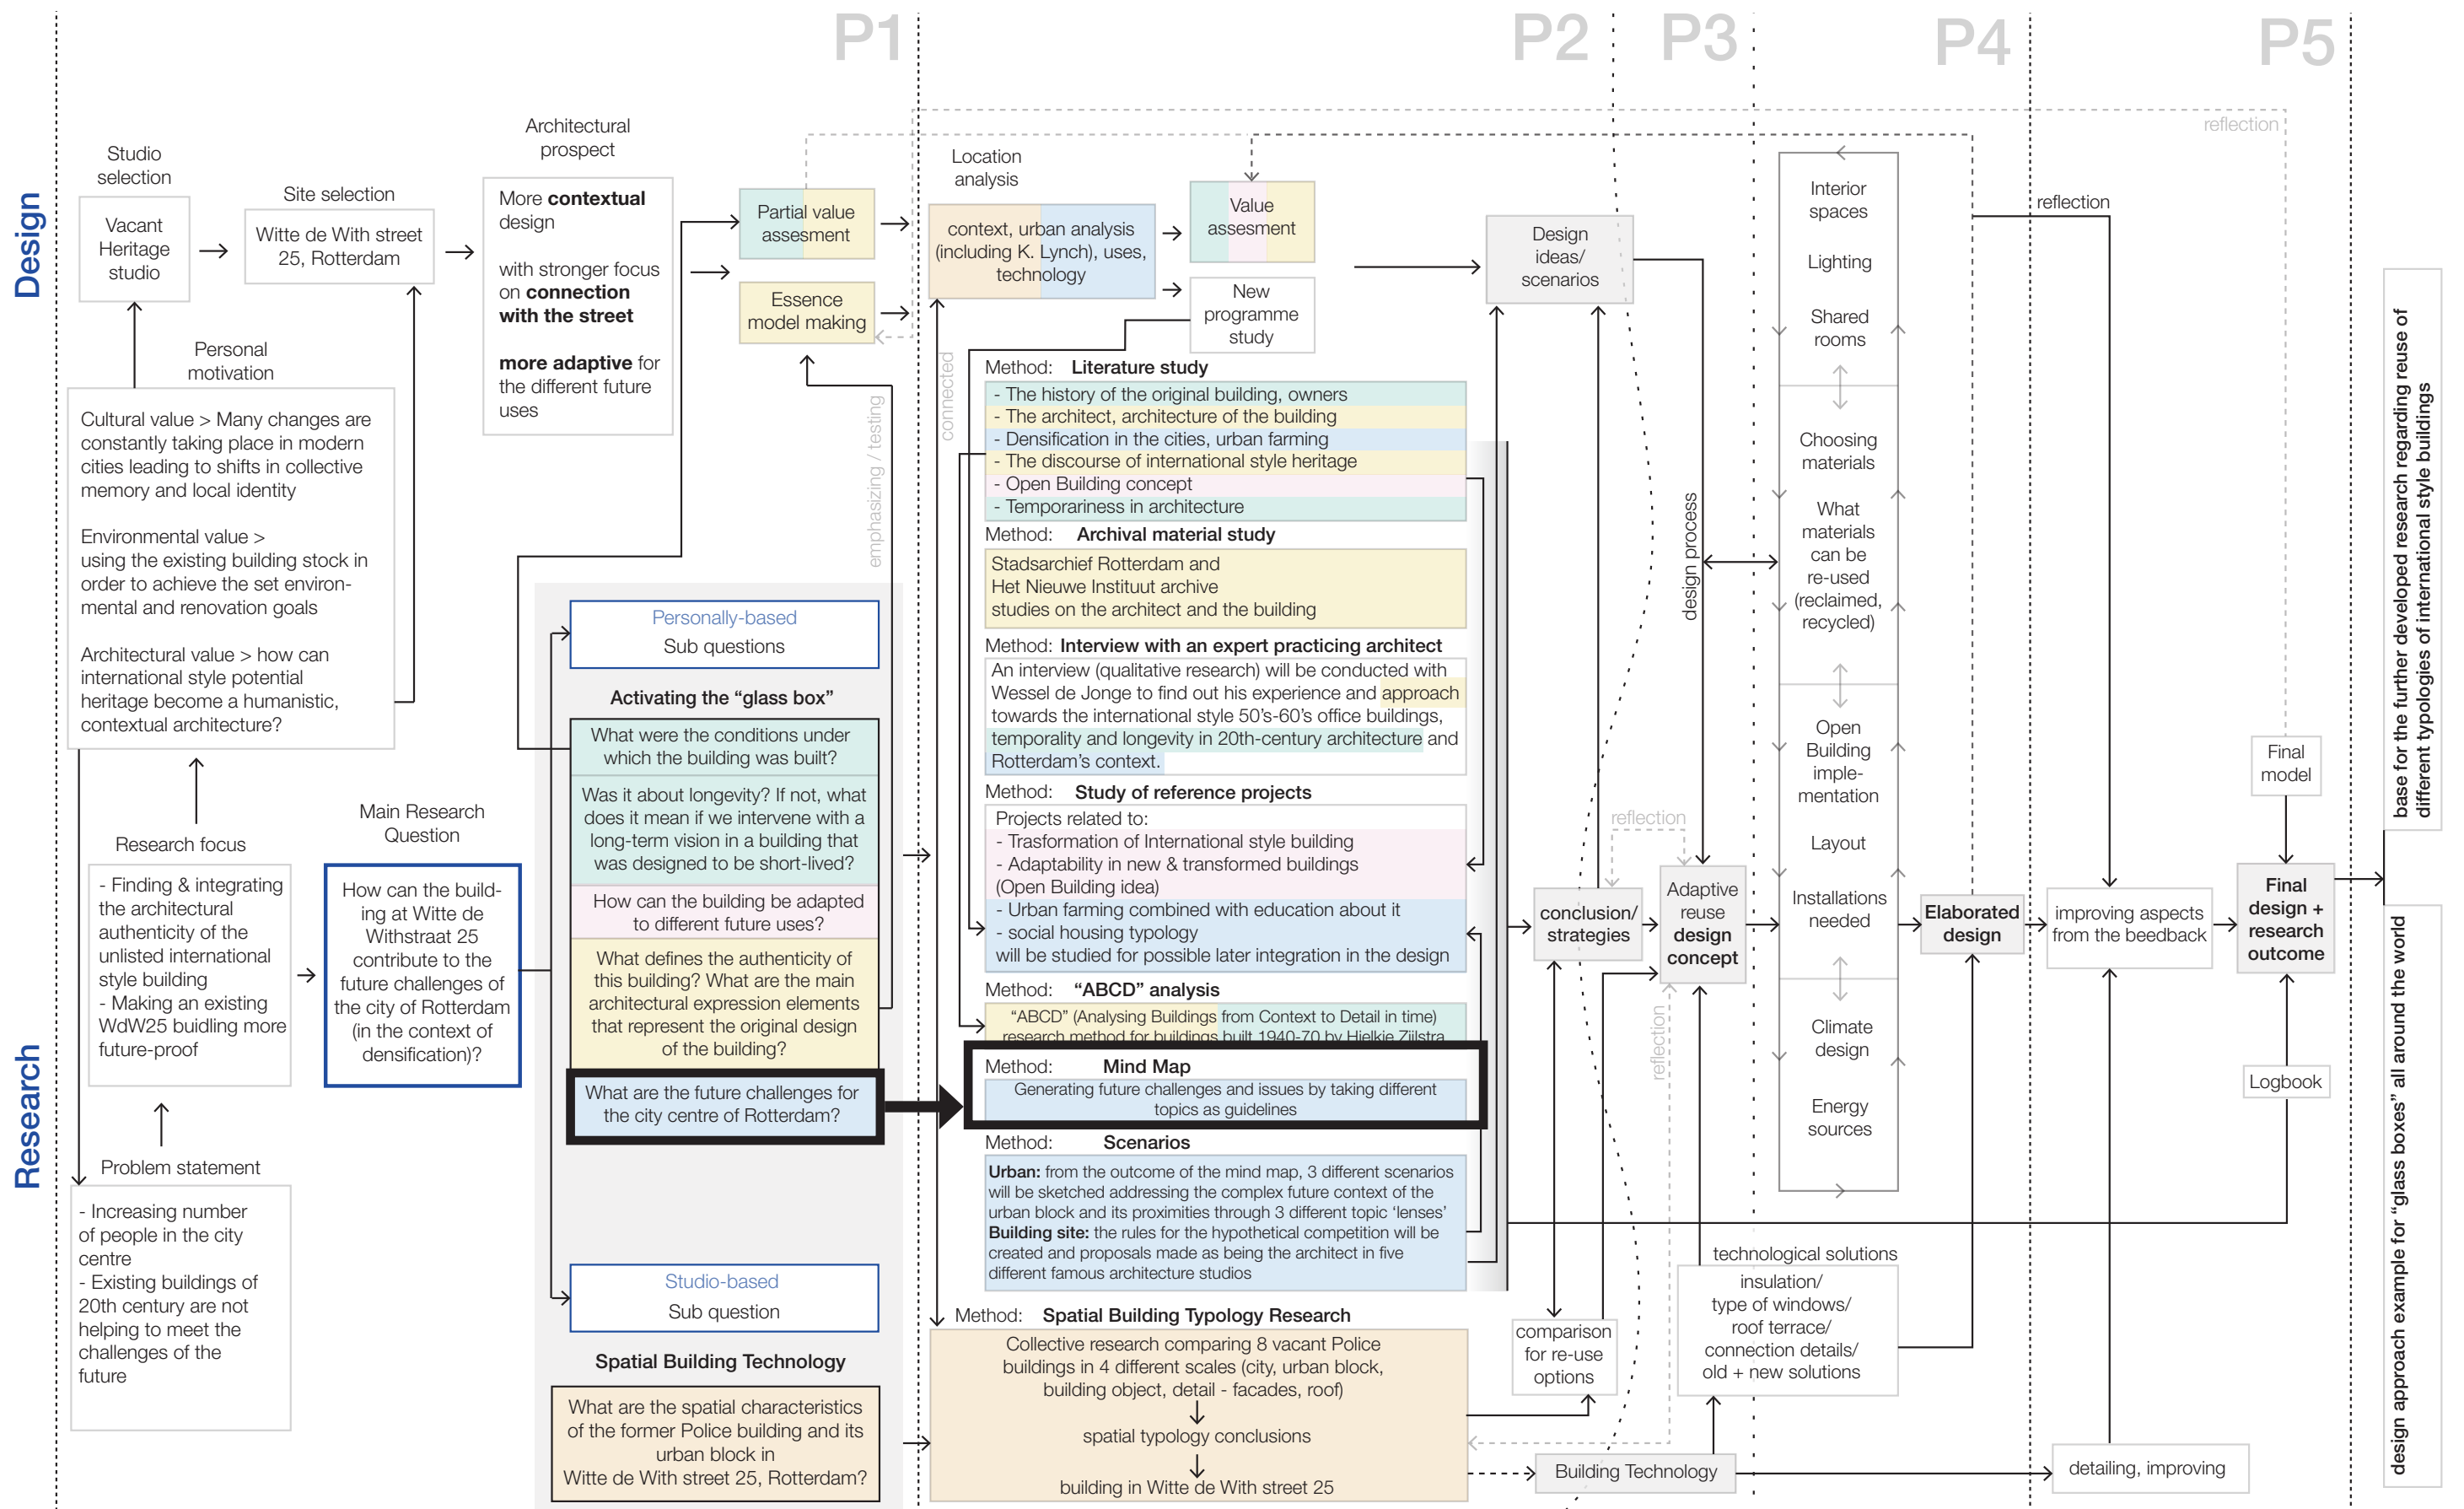 P1
P2
P3
P4
P5
Design
Research
Studio
selection
Vacant
Heritage
studio
Site selection
Witte de With street
25, Rotterdam
Architectural
prospect
More contextual
design
with stronger focus
on connection
with the street
more adaptive for
the different future
uses
Personal
motivation
Cultural value > Many changes are
constantly taking place in modern
cities leading to shifts in collective
memory and local identity
Environmental value >
using the existing building stock in
order to achieve the set environ-
mental and renovation goals
Architectural value > how can
international style potential
heritage become a humanistic,
contextual architecture?
Research focus
- Finding & integrating
the architectural
authenticity of the
unlisted international
style building
- Making an existing
WdW25 buidling more
future-proof
Problem statement
- Increasing number
of people in the city
centre
- Existing buildings of
20th century are not
helping to meet the
challenges of the
future
Main Research
Question
How can the build-
ing at Witte de
Withstraat 25
contribute to the
future challenges of
the city of Rotterdam
(in the context of
densification)?
Partial value
assesment
Essence
model making
emphasizing / testing
Personally-based
Sub questions
Activating the “glass box”
What were the conditions under
which the building was built?
Was it about longevity? If not, what
does it mean if we intervene with a
long-term vision in a building that
was designed to be short-lived?
How can the building be adapted
to different future uses?
What defines the authenticity of
this building? What are the main
architectural expression elements
that represent the original design
of the building?
What are the future challenges for
the city centre of Rotterdam?
Studio-based
Sub question
Spatial Building Technology
What are the spatial characteristics
of the former Police building and its
urban block in
Witte de With street 25, Rotterdam?
Location
analysis
context, urban analysis
(including K. Lynch), uses,
technology
Value
assesment
New
programme
study
connected
Method: Literature study
- The history of the original building, owners
- The architect, architecture of the building
- Densification in the cities, urban farming
- The discourse of international style heritage
- Open Building concept
- Temporariness in architecture
Method: Archival material study
Stadsarchief Rotterdam and
Het Nieuwe Instituut archive
studies on the architect and the building
Method: Interview with an expert practicing architect
An interview (qualitative research) will be conducted with
Wessel de Jonge to find out his experience and approach
towards the international style 50’s-60’s office buildings,
temporality and longevity in 20th-century architecture and
Rotterdam’s context.
Method: Study of reference projects
Projects related to:
- Trasformation of International style building
- Adaptability in new & transformed buildings
(Open Building idea)
- Urban farming combined with education about it
- social housing typology
will be studied for possible later integration in the design
Method: “ABCD” analysis
“ABCD” (Analysing Buildings from Context to Detail in time)
research method for buildings built 1940-70 by Hielkje Zijlstra
Method: Mind Map
Generating future challenges and issues by taking different
topics as guidelines
Method: Scenarios
Urban: from the outcome of the mind map, 3 different scenarios
will be sketched addressing the complex future context of the
urban block and its proximities through 3 different topic ‘lenses’
Building site: the rules for the hypothetical competition will be
created and proposals made as being the architect in five
different famous architecture studios
Method: Spatial Building Typology Research
Collective research comparing 8 vacant Police
buildings in 4 different scales (city, urban block,
building object, detail - facades, roof)
spatial typology conclusions
building in Witte de With street 25
Design
ideas/
scenarios
conclusion/
strategies
comparison
for re-use
options
Building Technology
design process
reflection
Adaptive
reuse
design
concept
reflection
technological solutions
insulation/
type of windows/
roof terrace/
connection details/
old + new solutions
Interior
spaces
Lighting
Shared
rooms
Choosing
materials
What
materials
can be
re-used
(reclaimed,
recycled)
Open
Building
imple-
mentation
Layout
Installations
needed
Climate
design
Energy
sources
Elaborated
design
reflection
improving aspects
from the beedback
detailing, improving
reflection
Final
model
Final
design +
research
outcome
Logbook
base for the further developed research regarding reuse of
different typologies of international style buildings
design approach example for “glass boxes” all around the world